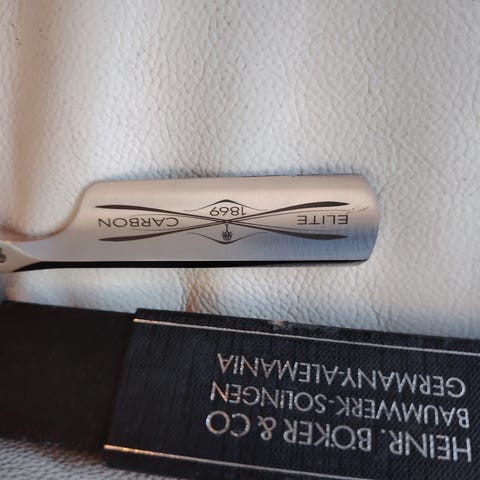 1869
ELITE CARBON
HEINR. BÖKER & CO
BAUMWERK-SOLINGEN
GERMANY-ALEMANIA